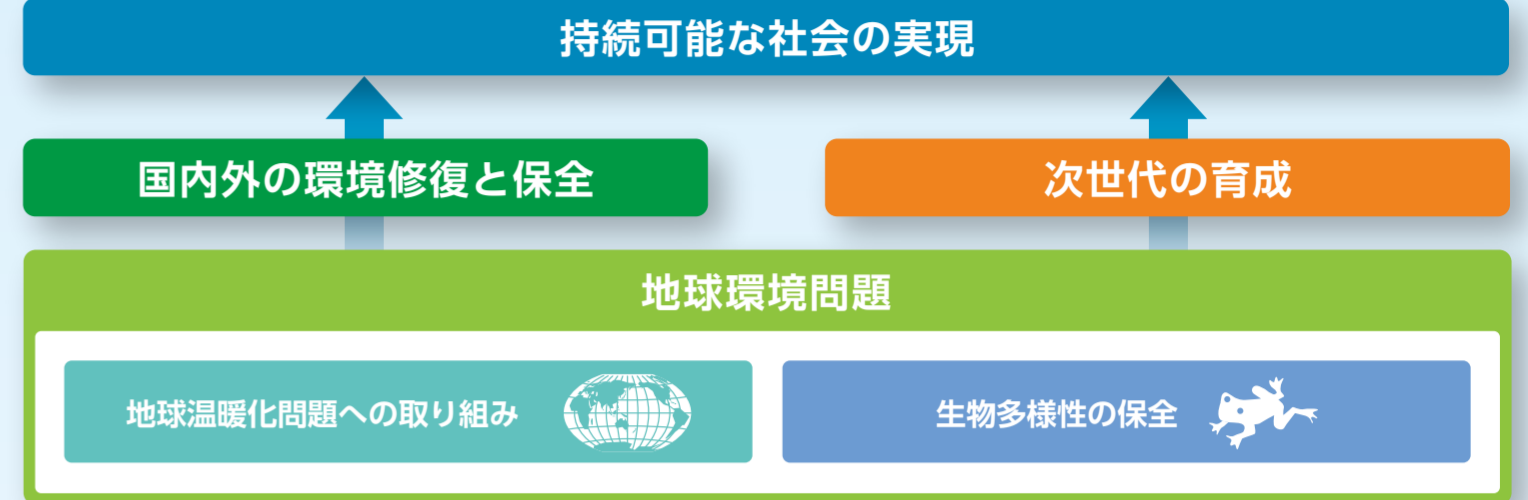 持続可能な社会の実現
国内外の環境修復と保全
次世代の育成
地球環境問題
地球温暖化問題への取り組み
生物多様性の保全